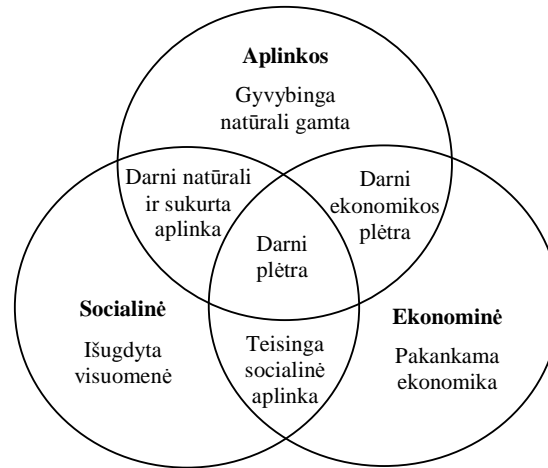 Aplinkos
Gyvybinga
natūrali gamta
Darni natūrali
ir sukurta
aplinka
Darni
ekonomikos
plėtra
Darni
plėtra
Socialinė
Išugdyta
visuomenė
Teisinga
socialinė
aplinka
Ekonominė
Pakankama
ekonomika